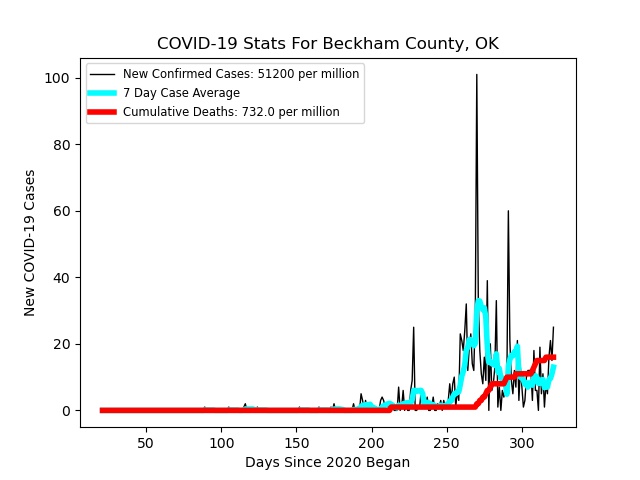 COVID-19 Stats For Beckham County, OK
New Confirmed Cases: 51200 per million
7 Day Case Average
Cumulative Deaths: 732.0 per million
New COVID-19 Cases
100
80
60
40
20
0
50 100 150 200 250 300
Days Since 2020 Began